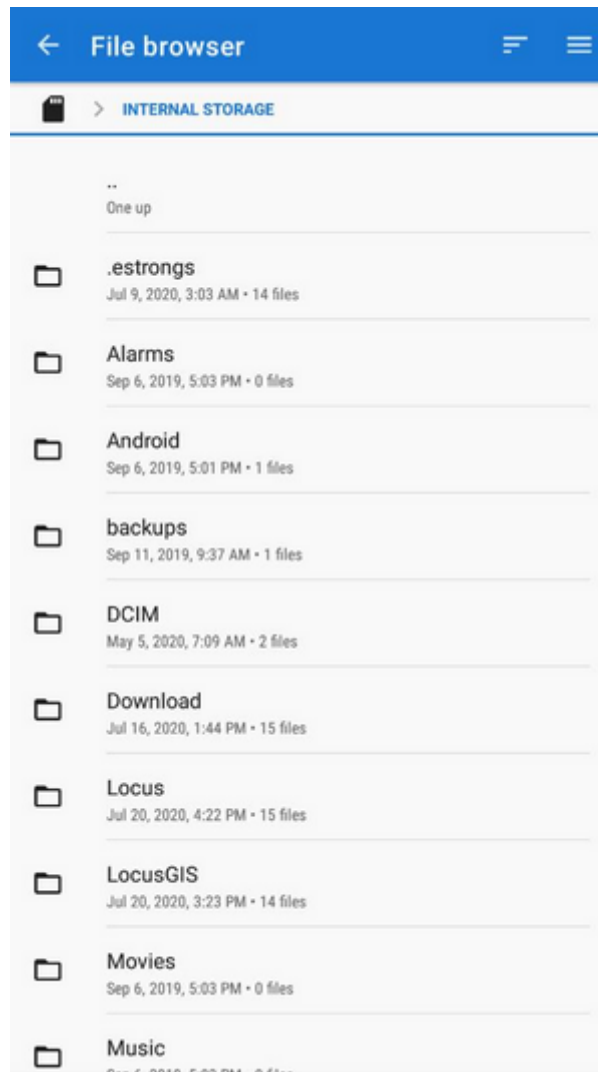 File browser
INTERNAL STORAGE
..
One up
.estrongs
Jul 9, 2020, 3:03 AM • 14 files
Alarms
Sep 6, 2019, 5:03 PM • 0 files
Android
Sep 6, 2019, 5:01 PM • 1 files
backups
Sep 11, 2019, 9:37 AM • 1 files
DCIM
May 5, 2020, 7:09 AM • 2 files
Download
Jul 16, 2020, 1:44 PM • 15 files
Locus
Jul 20, 2020, 4:22 PM • 15 files
LocusGIS
Jul 20, 2020, 3:23 PM • 14 files
Movies
Sep 6, 2019, 5:03 PM • 0 files
Music